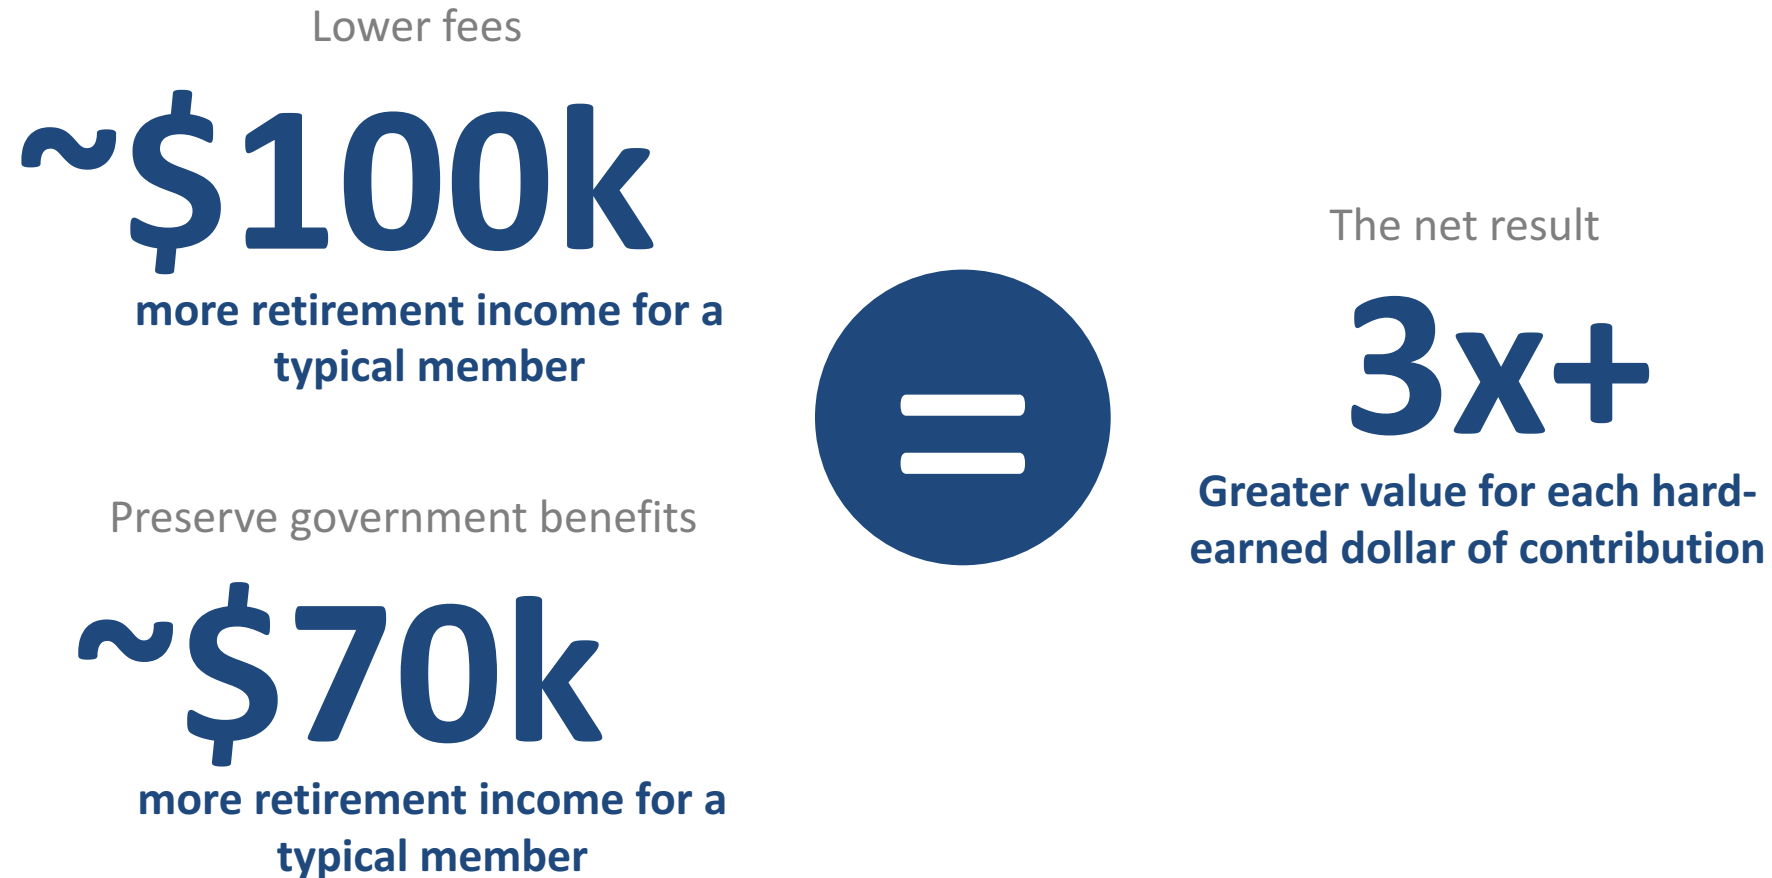 Lower fees
~$100k
more retirement income for a
typical member
Preserve government benefits
~$70k
more retirement income for a
typical member
=
The net result
3x+
Greater value for each hard-
earned dollar of contribution